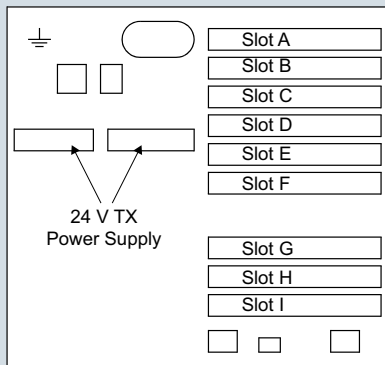 Slot A
Slot B
Slot C
Slot D
Slot E
Slot F
24 V TX
Power Supply
Slot G
Slot H
Slot I